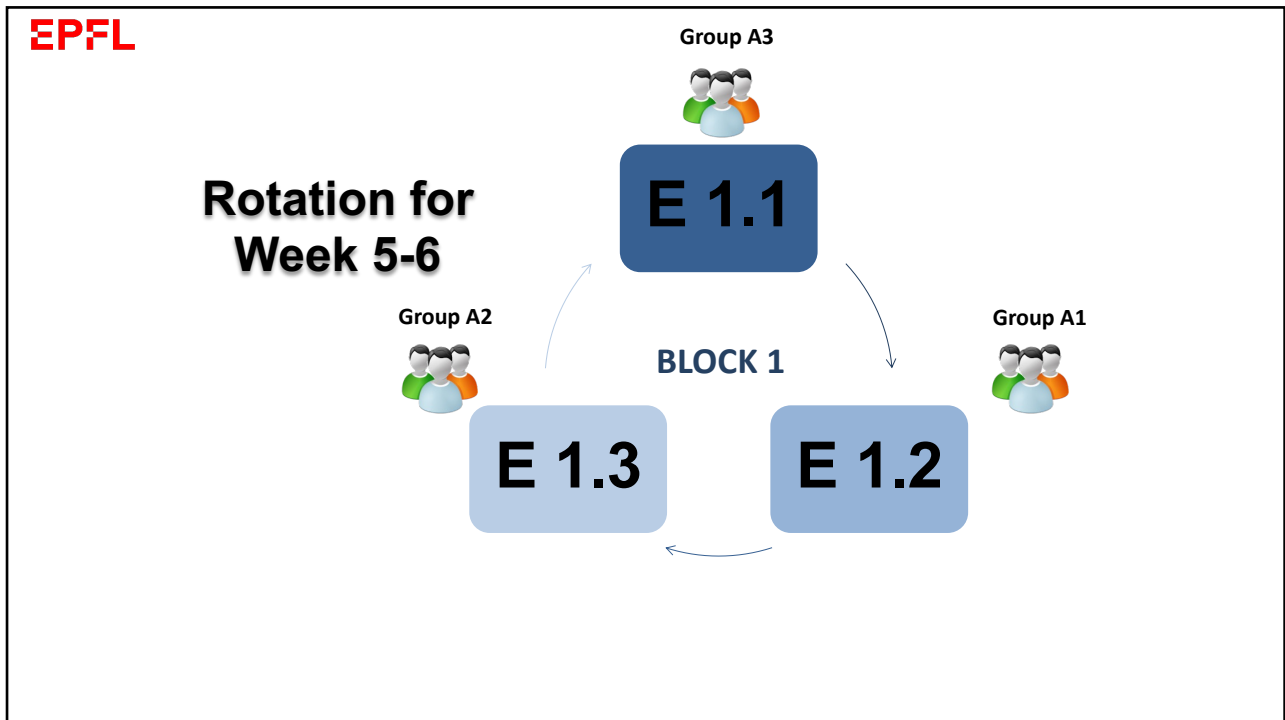 EPFL
Group A3
E 1.1
Rotation for
Week 5-6
Group A2
Group A1
BLOCK 1
E 1.3
E 1.2